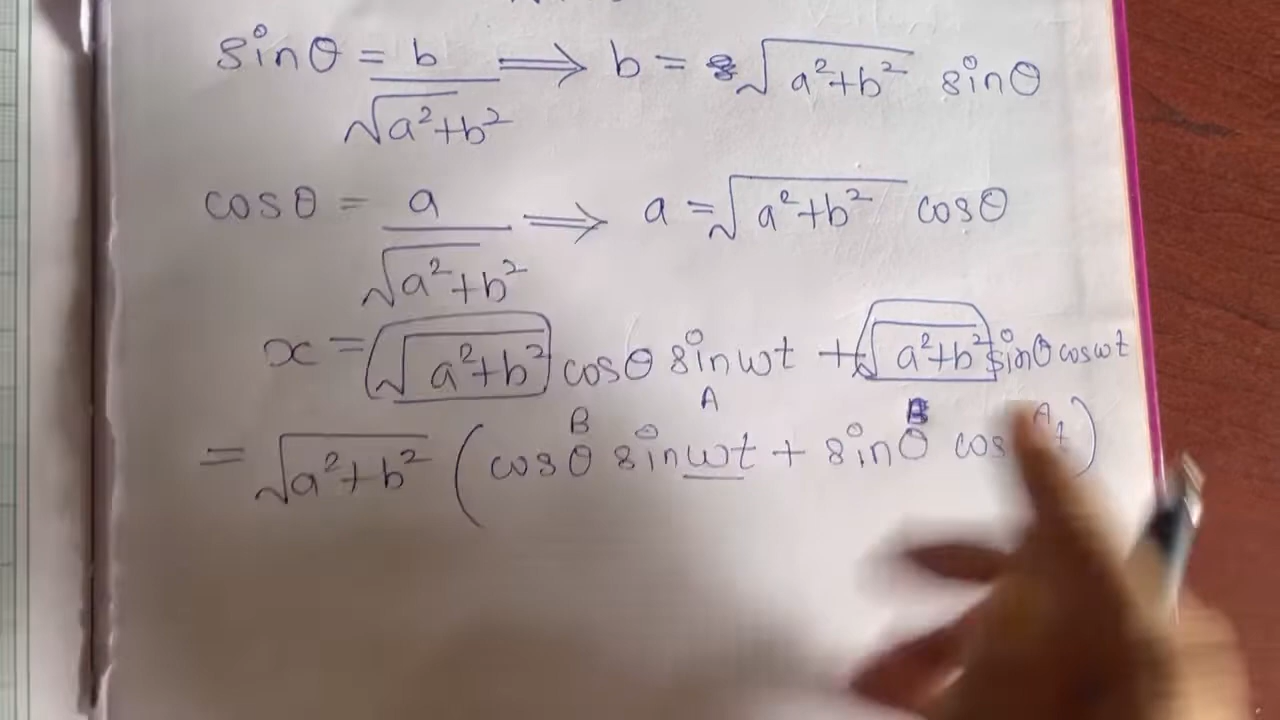 sinθ = b/√(a²+b²) ⟹ b = √(a²+b²) sinθ
cosθ = a/√(a²+b²) ⟹ a = √(a²+b²) cosθ
x = √(a²+b²) cosθ sinωt + √(a²+b²) sinθ cosωt
B A B A
= √(a²+b²) (cosθ sinωt + sinθ cos t)